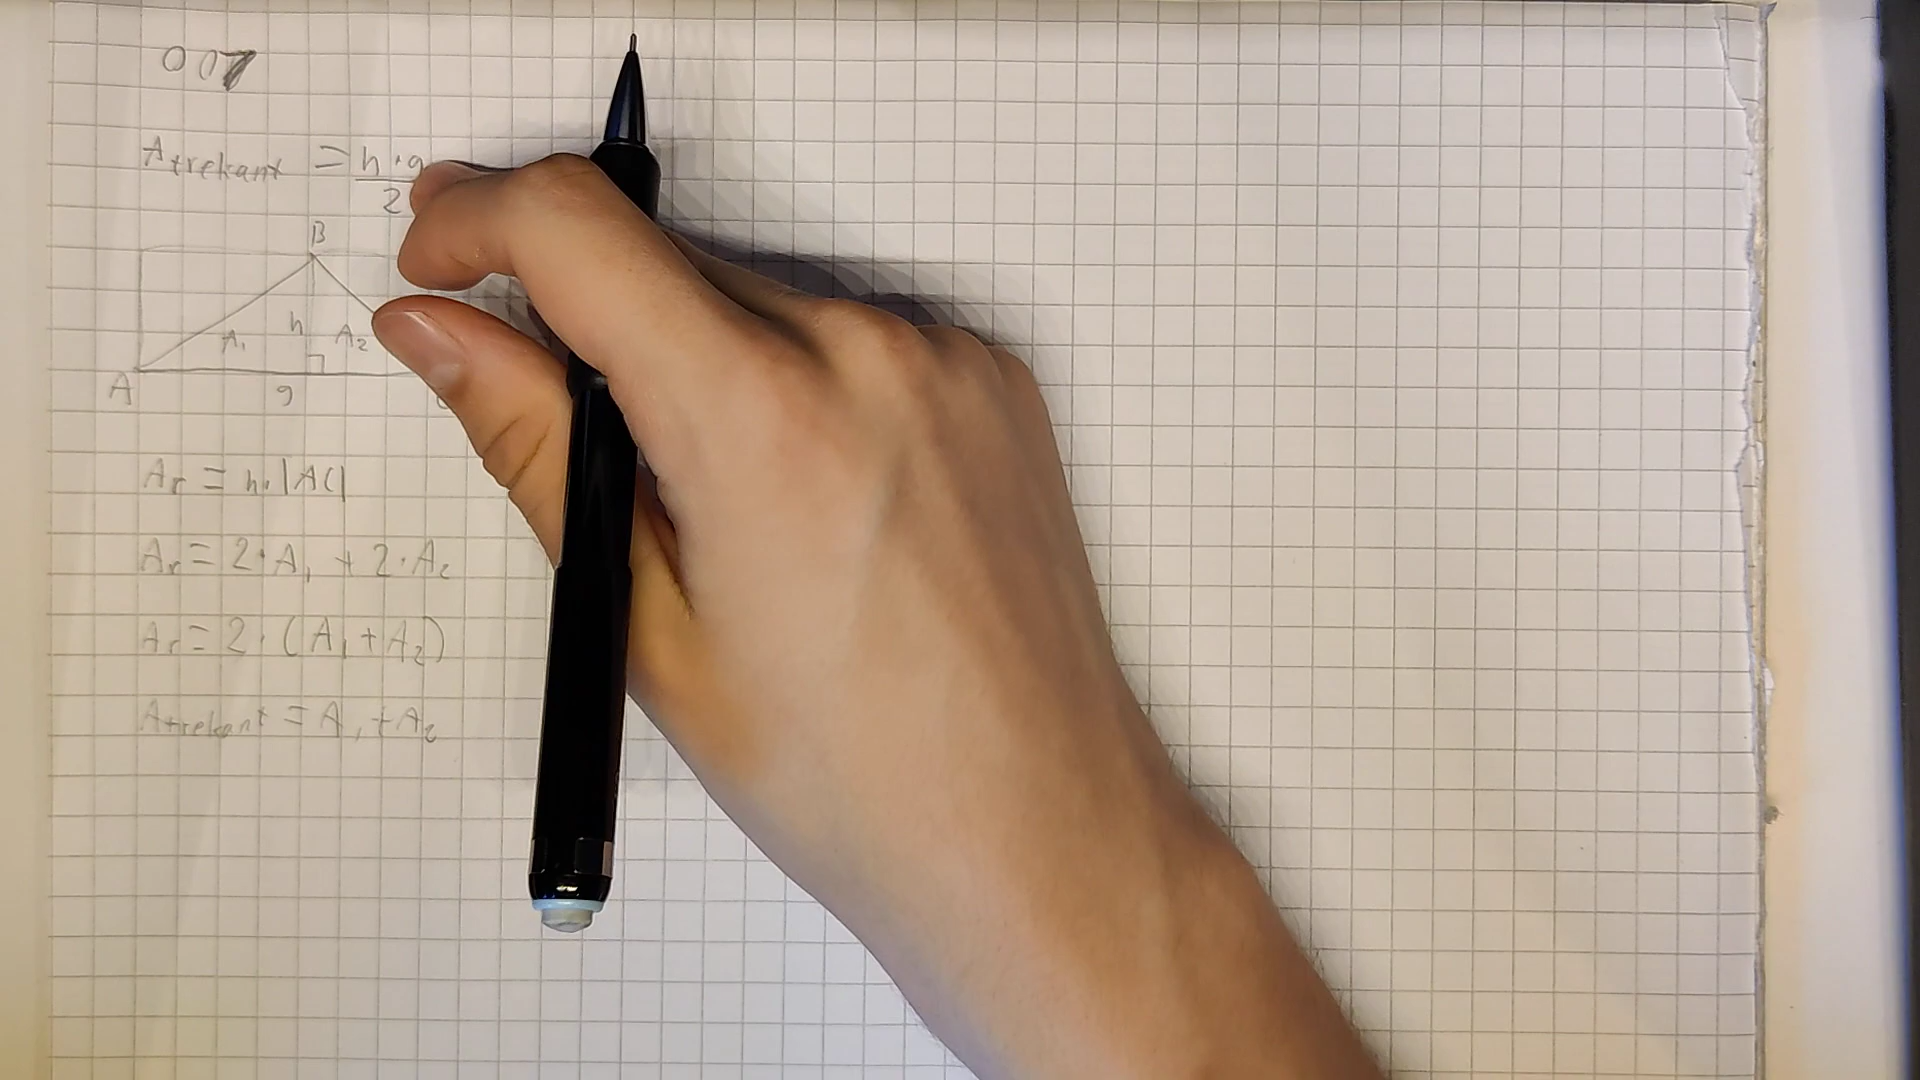 007
Atrekant = h·g
2
B
h
A₁ A₂
A g
Ar = h·|AC|
Ar = 2·A₁ + 2·A₂
Ar = 2·(A₁+A₂)
Atrekant = A₁+A₂